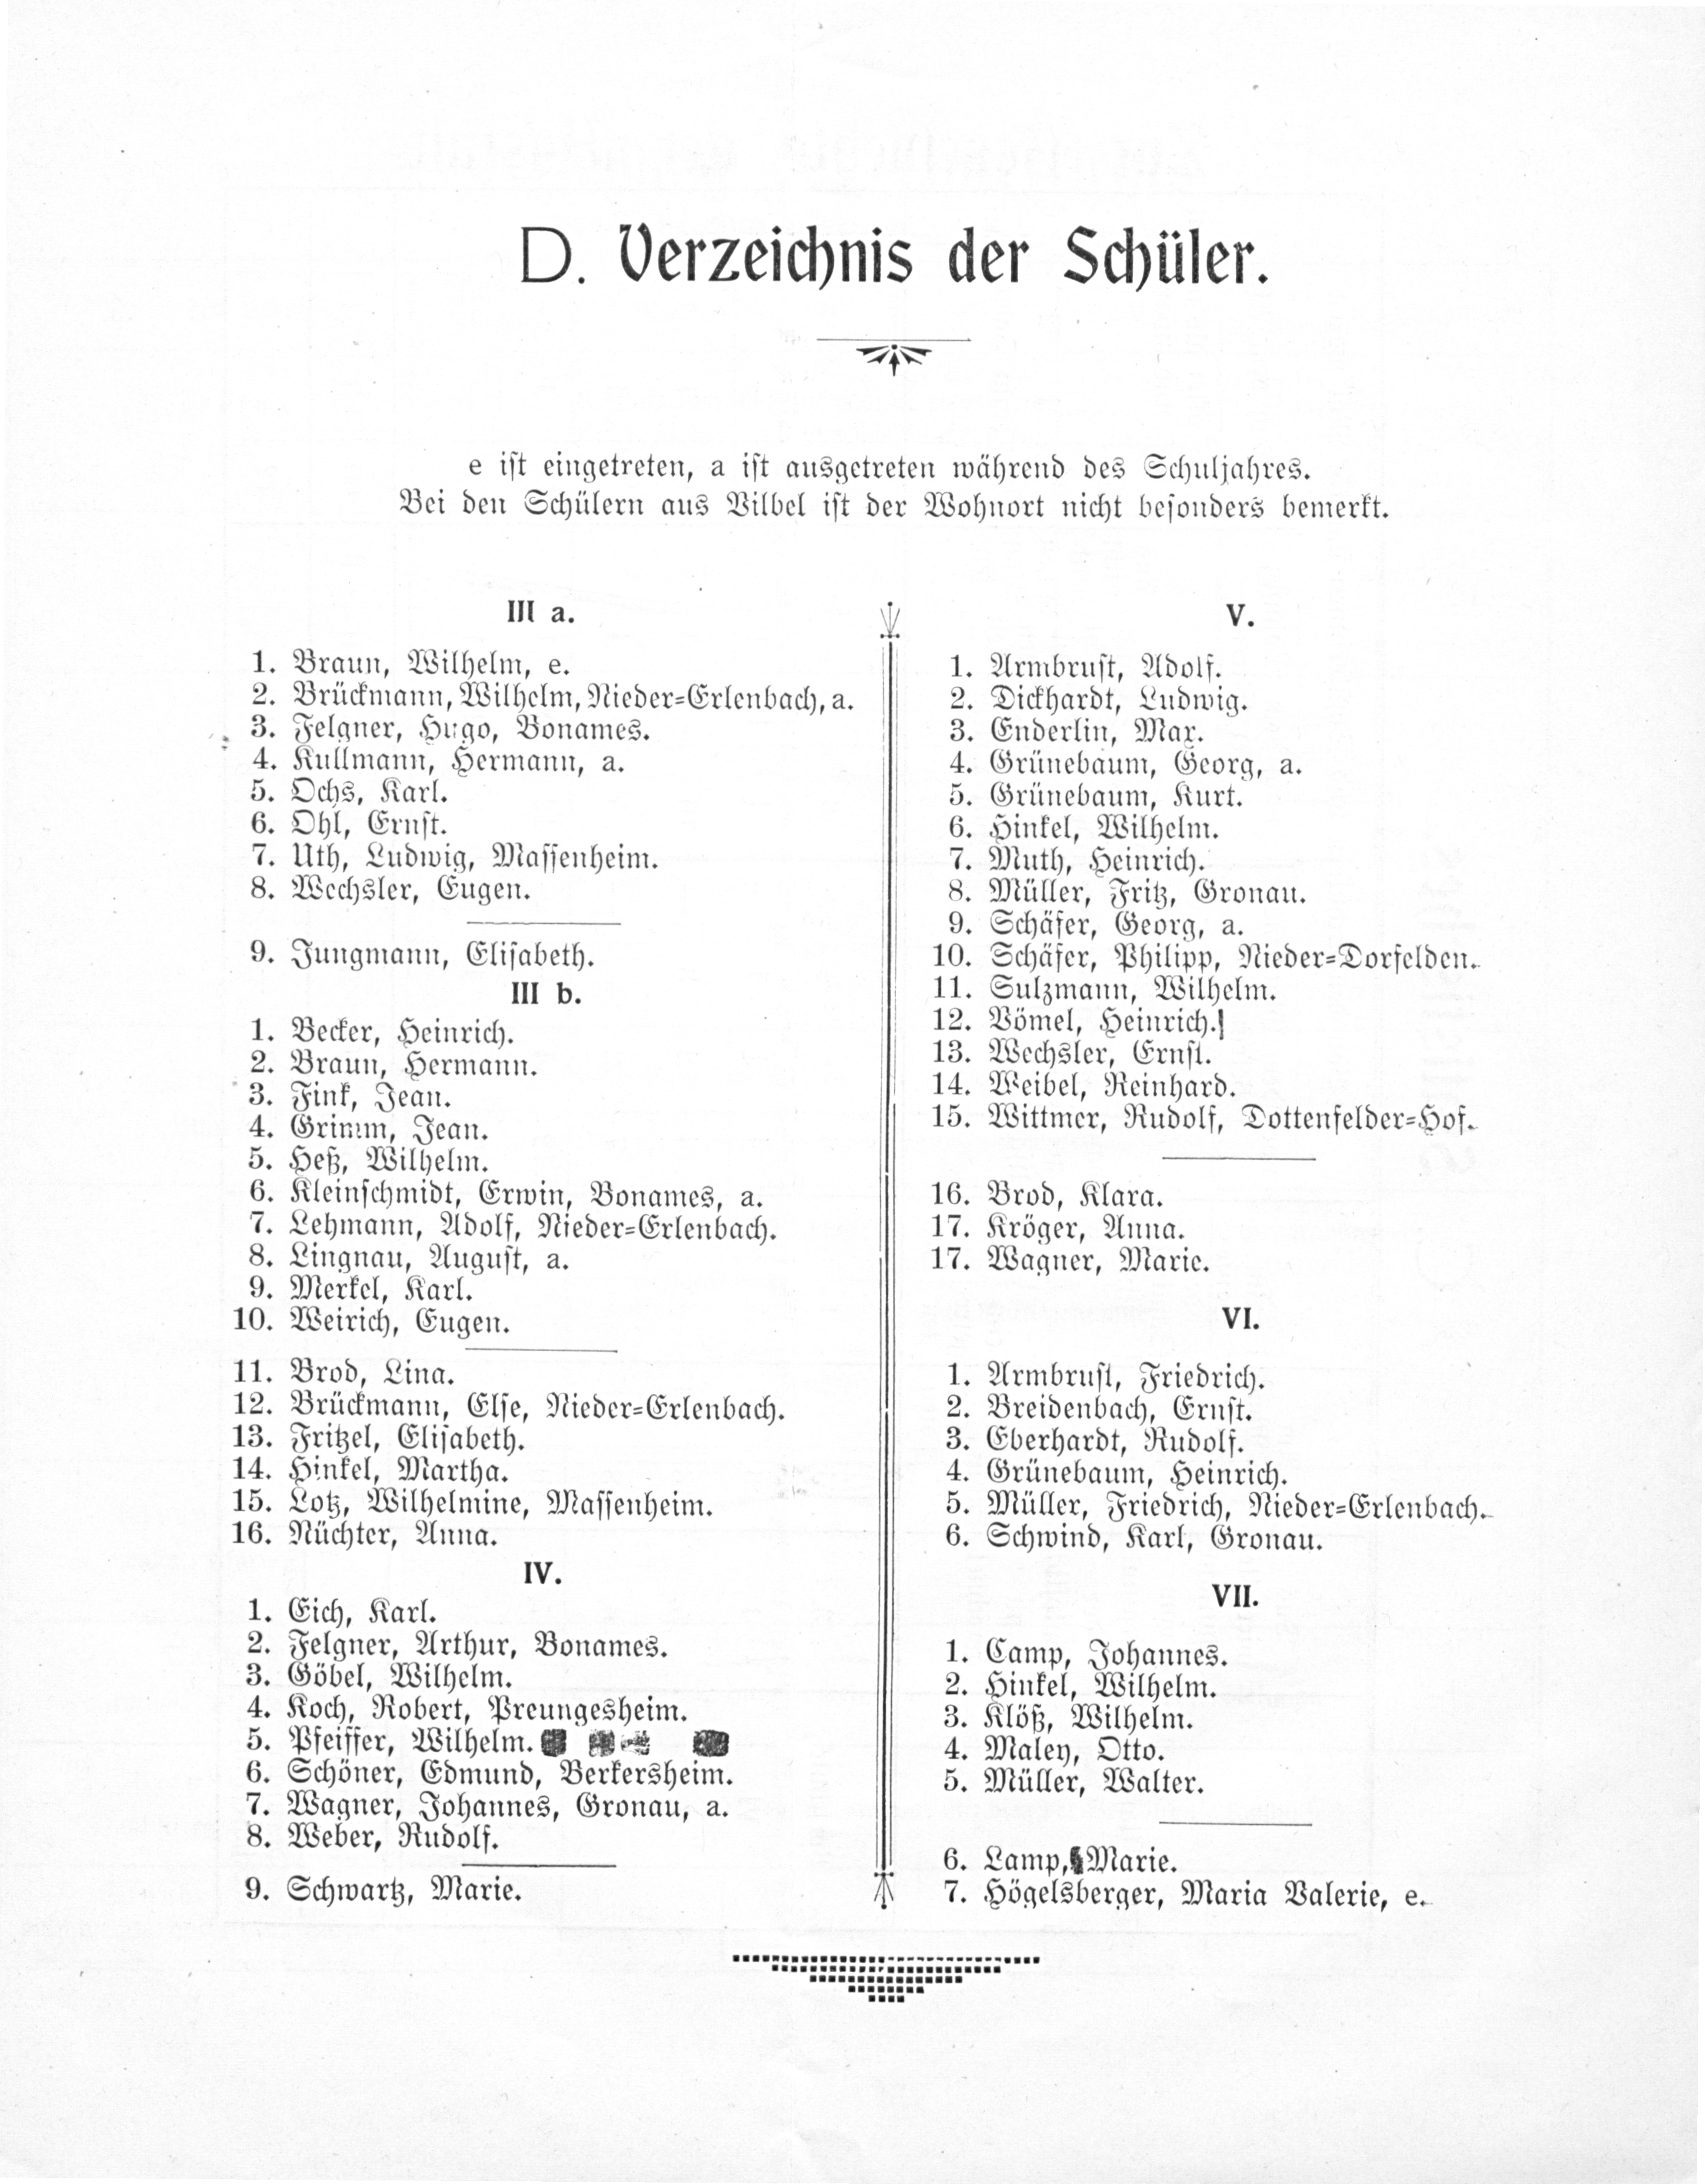 D. Verzeichnis der Schüler.
e ist eingetreten, a ist ausgetreten während des Schuljahres.
Bei den Schülern aus Vilbel ist der Wohnort nicht besonders bemerkt.
III a.
1. Braun, Wilhelm, e.
2. Brückmann, Wilhelm, Nieder-Erlenbach, a.
3. Felgner, Hugo, Bonames.
4. Kullmann, Hermann, a.
5. Ochs, Karl.
6. Ohl, Ernst.
7. Uth, Ludwig, Massenheim.
8. Wechsler, Eugen.
9. Jungmann, Elisabeth.
III b.
1. Becker, Heinrich.
2. Braun, Hermann.
3. Fink, Jean.
4. Grimm, Jean.
5. Heß, Wilhelm.
6. Kleinschmidt, Erwin, Bonames, a.
7. Lehmann, Adolf, Nieder-Erlenbach.
8. Lingnau, August, a.
9. Merkel, Karl.
10. Weirich, Eugen.
11. Brod, Lina.
12. Brückmann, Else, Nieder-Erlenbach.
13. Fritzel, Elisabeth.
14. Hinkel, Martha.
15. Lotz, Wilhelmine, Massenheim.
16. Nüchter, Anna.
IV.
1. Eich, Karl.
2. Felgner, Arthur, Bonames.
3. Göbel, Wilhelm.
4. Koch, Robert, Preungesheim.
5. Pfeiffer, Wilhelm.
6. Schöner, Edmund, Berkersheim.
7. Wagner, Johannes, Gronau, a.
8. Weber, Rudolf.
9. Schwartz, Marie.
V.
1. Armbrust, Adolf.
2. Dickhardt, Ludwig.
3. Enderlin, Max.
4. Grünebaum, Georg, a.
5. Grünebaum, Kurt.
6. Hinkel, Wilhelm.
7. Muth, Heinrich.
8. Müller, Fritz, Gronau.
9. Schäfer, Georg, a.
10. Schäfer, Philipp, Nieder-Dorfelden.
11. Sulzmann, Wilhelm.
12. Vömel, Heinrich.
13. Wechsler, Ernst.
14. Weibel, Reinhard.
15. Wittmer, Rudolf, Dottenfelder-Hof.
16. Brod, Klara.
17. Kröger, Anna.
17. Wagner, Marie.
VI.
1. Armbrust, Friedrich.
2. Breidenbach, Ernst.
3. Eberhardt, Rudolf.
4. Grünebaum, Heinrich.
5. Müller, Friedrich, Nieder-Erlenbach.
6. Schwind, Karl, Gronau.
VII.
1. Camp, Johannes.
2. Hinkel, Wilhelm.
3. Klöß, Wilhelm.
4. Maley, Otto.
5. Müller, Walter.
6. Lamp, Marie.
7. Högelsberger, Maria Valerie, e.